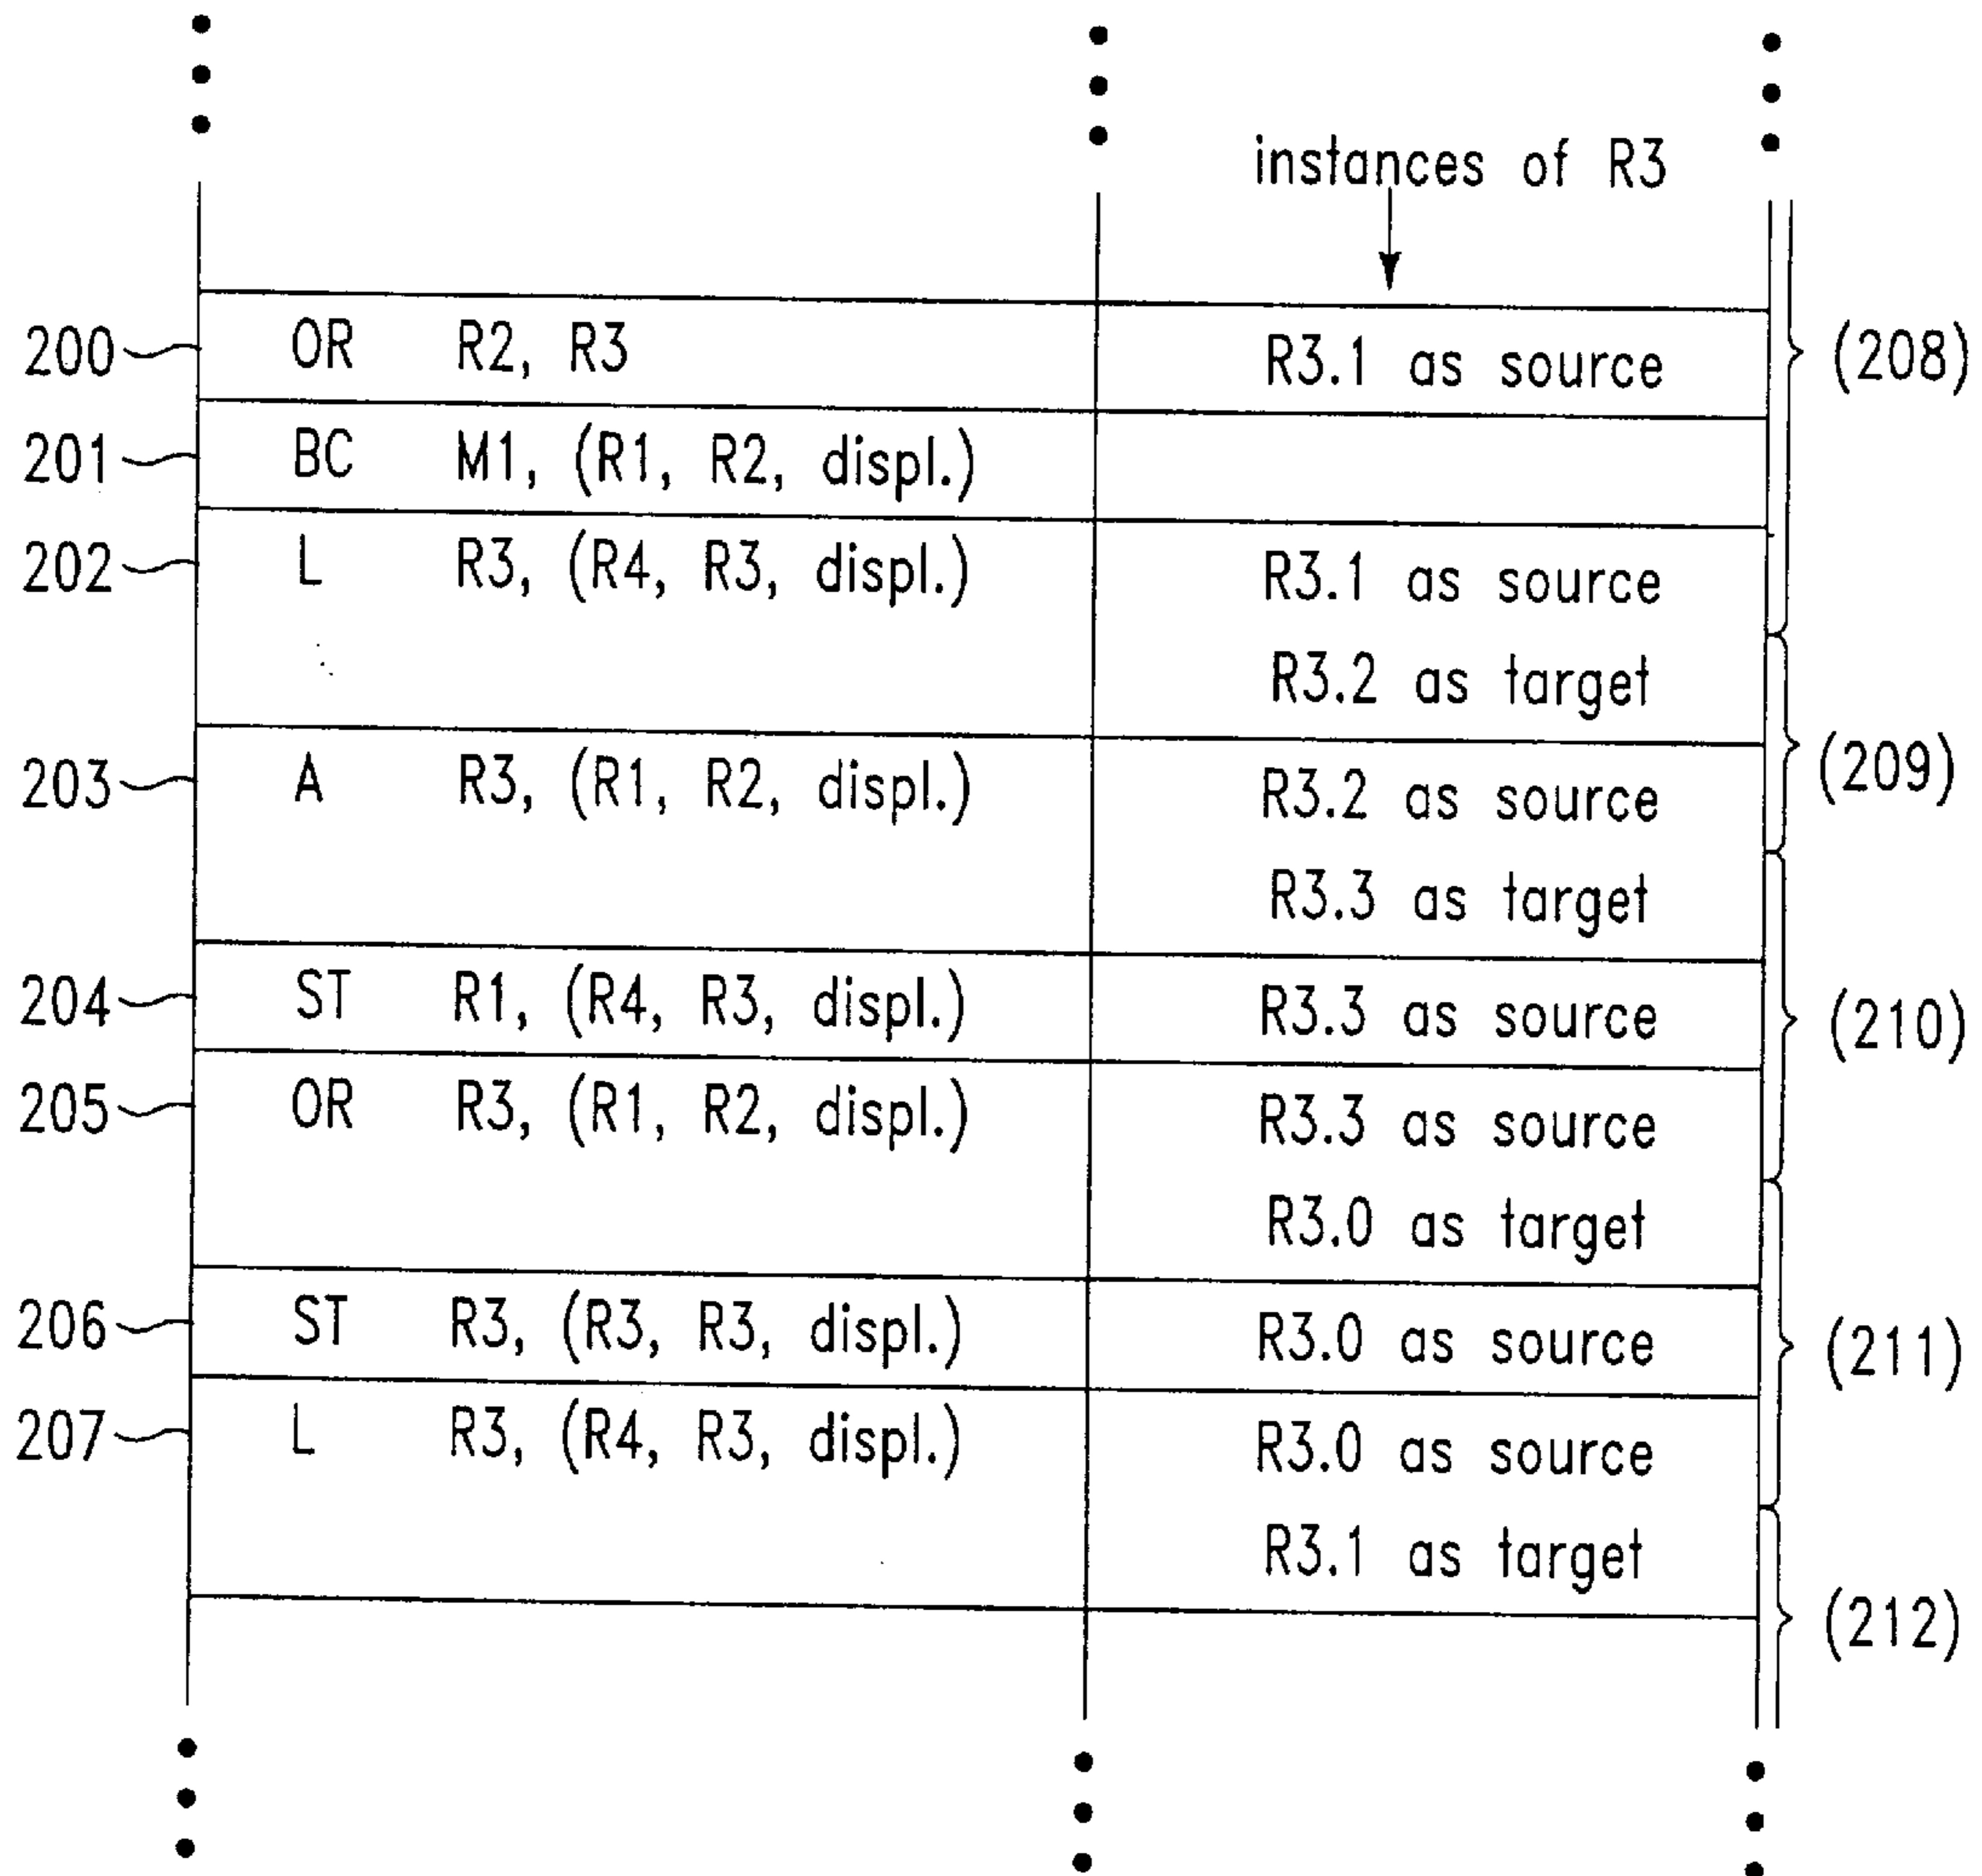 instances of R3
200 OR R2, R3 R3.1 as source (208)
201 BC M1, (R1, R2, displ.)
202 L R3, (R4, R3, displ.) R3.1 as source
R3.2 as target
203 A R3, (R1, R2, displ.) R3.2 as source (209)
R3.3 as target
204 ST R1, (R4, R3, displ.) R3.3 as source (210)
205 OR R3, (R1, R2, displ.) R3.3 as source
R3.0 as target
206 ST R3, (R3, R3, displ.) R3.0 as source (211)
207 L R3, (R4, R3, displ.) R3.0 as source
R3.1 as target
(212)